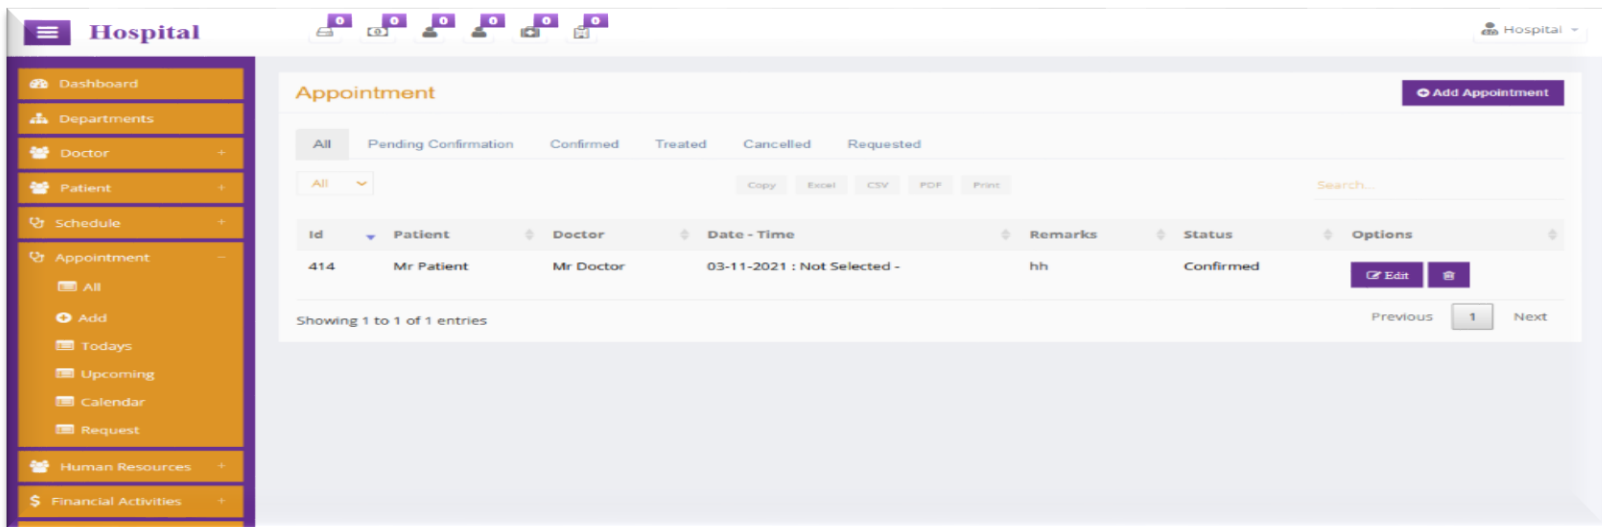 Hospital
0 0 0 0 0 0
Hospital
Dashboard
Departments
Doctor +
Patient +
Schedule +
Appointment −
All
Add
Todays
Upcoming
Calendar
Request
Human Resources +
$ Financial Activities +
Appointment
Add Appointment
All Pending Confirmation Confirmed Treated Cancelled Requested
All
Copy Excel CSV PDF Print
Search...
Id Patient Doctor Date - Time Remarks Status Options
414 Mr Patient Mr Doctor 03-11-2021 : Not Selected - hh Confirmed Edit
Showing 1 to 1 of 1 entries
Previous 1 Next